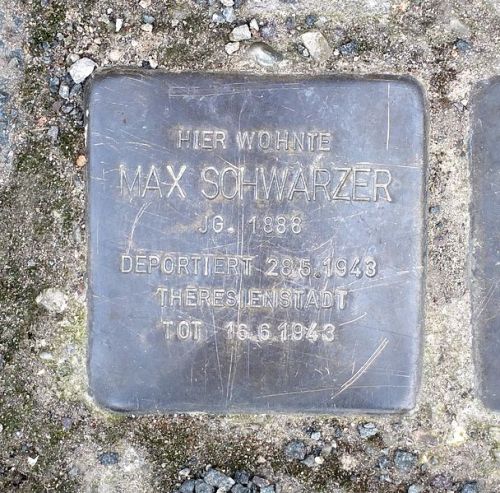 HIER WOHNTE
MAX SCHWARZER
JG. 1888
DEPORTIERT 28.5.1943
THERESIENSTADT
TOT 16.6.1943